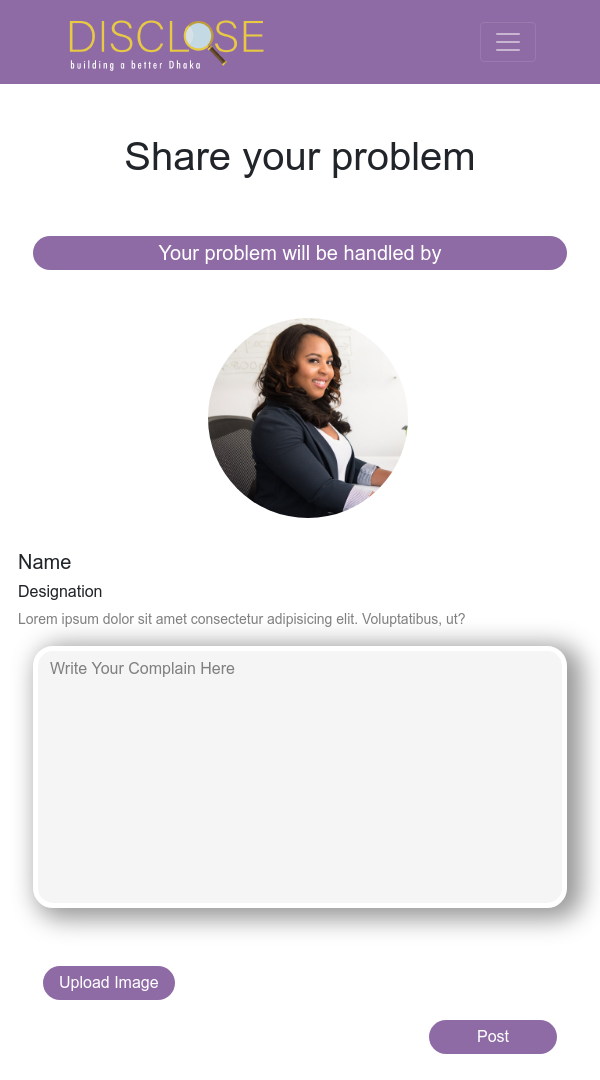 DISCLOSE
building a better Dhaka
Share your problem
Your problem will be handled by
Name
Designation
Lorem ipsum dolor sit amet consectetur adipisicing elit. Voluptatibus, ut?
Write Your Complain Here
Upload Image
Post